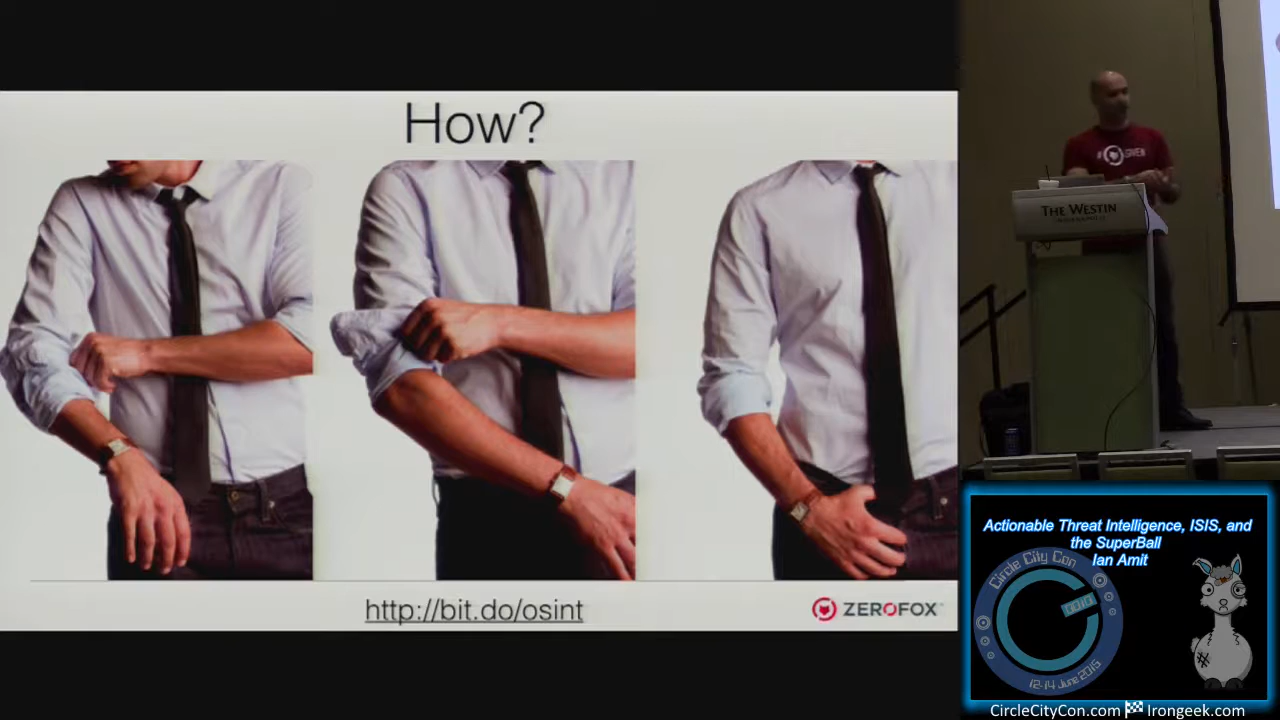 How?
http://bit.do/osint
ZEROFOX
THE WESTIN
Actionable Threat Intelligence, ISIS, and
the SuperBall
Ian Amit
Circle City Con
12-14 June 2015
CircleCityCon.com Irongeek.com